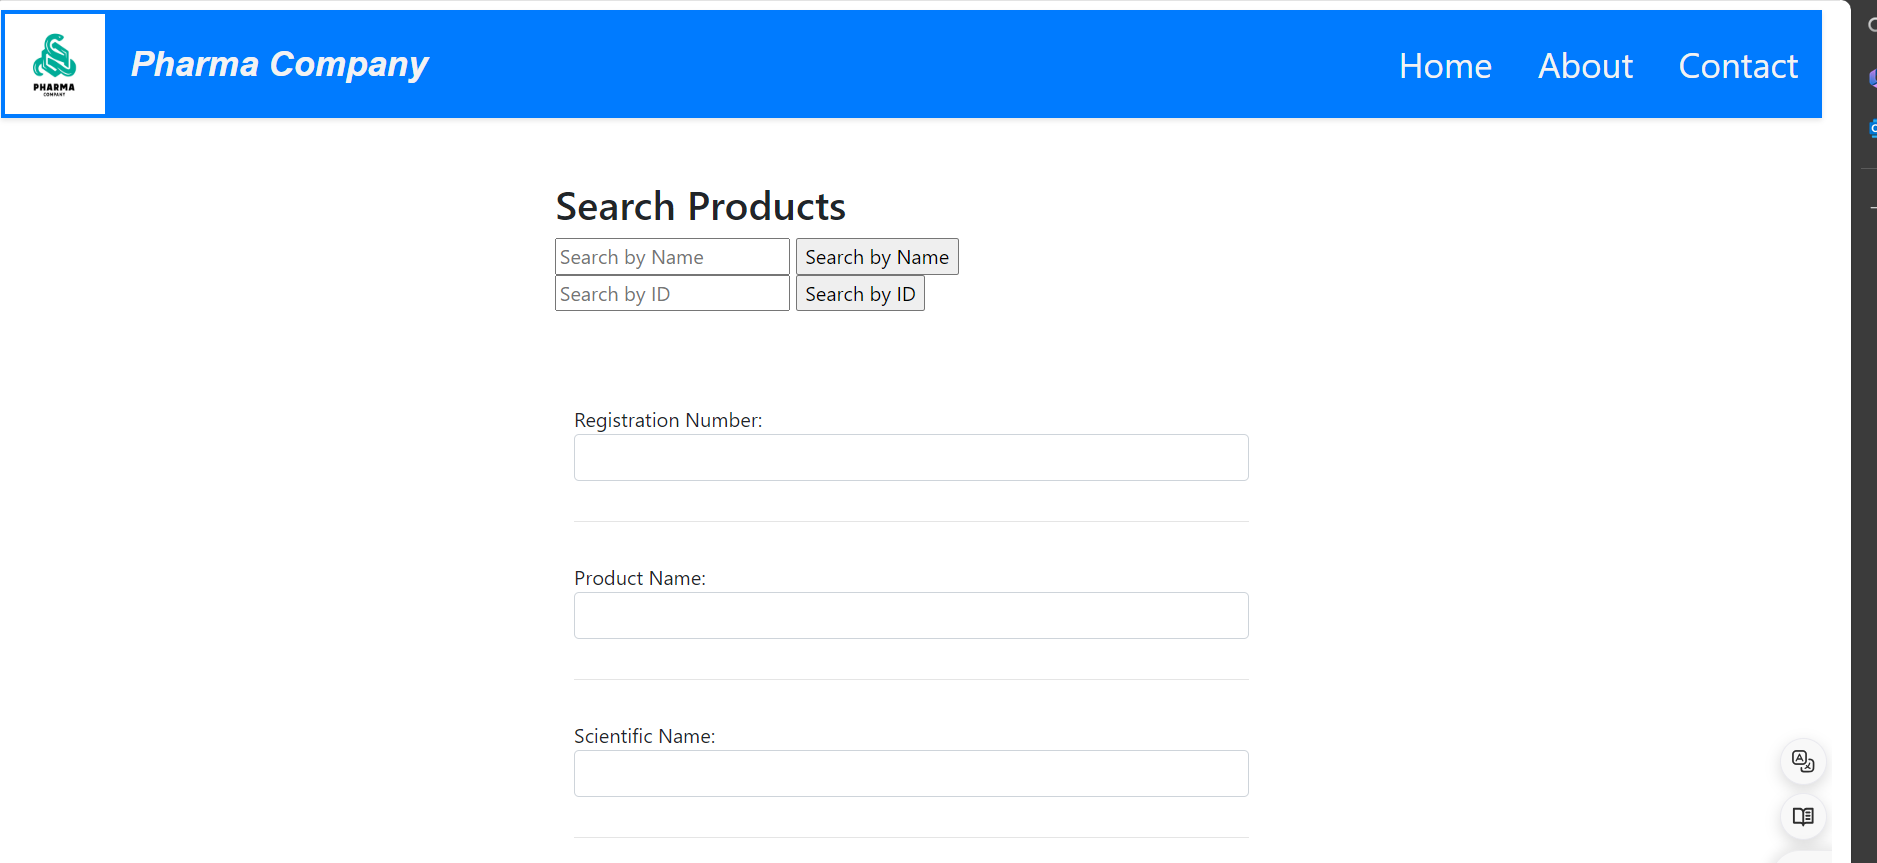 PHARMA
COMPANY
Pharma Company
Home About Contact
Search Products
Search by Name Search by Name
Search by ID Search by ID
Registration Number:
Product Name:
Scientific Name: